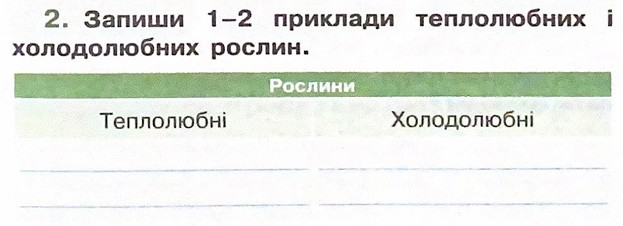 2. Запиши 1–2 приклади теплолюбних і
холодолюбних рослин.
Рослини
Теплолюбні Холодолюбні